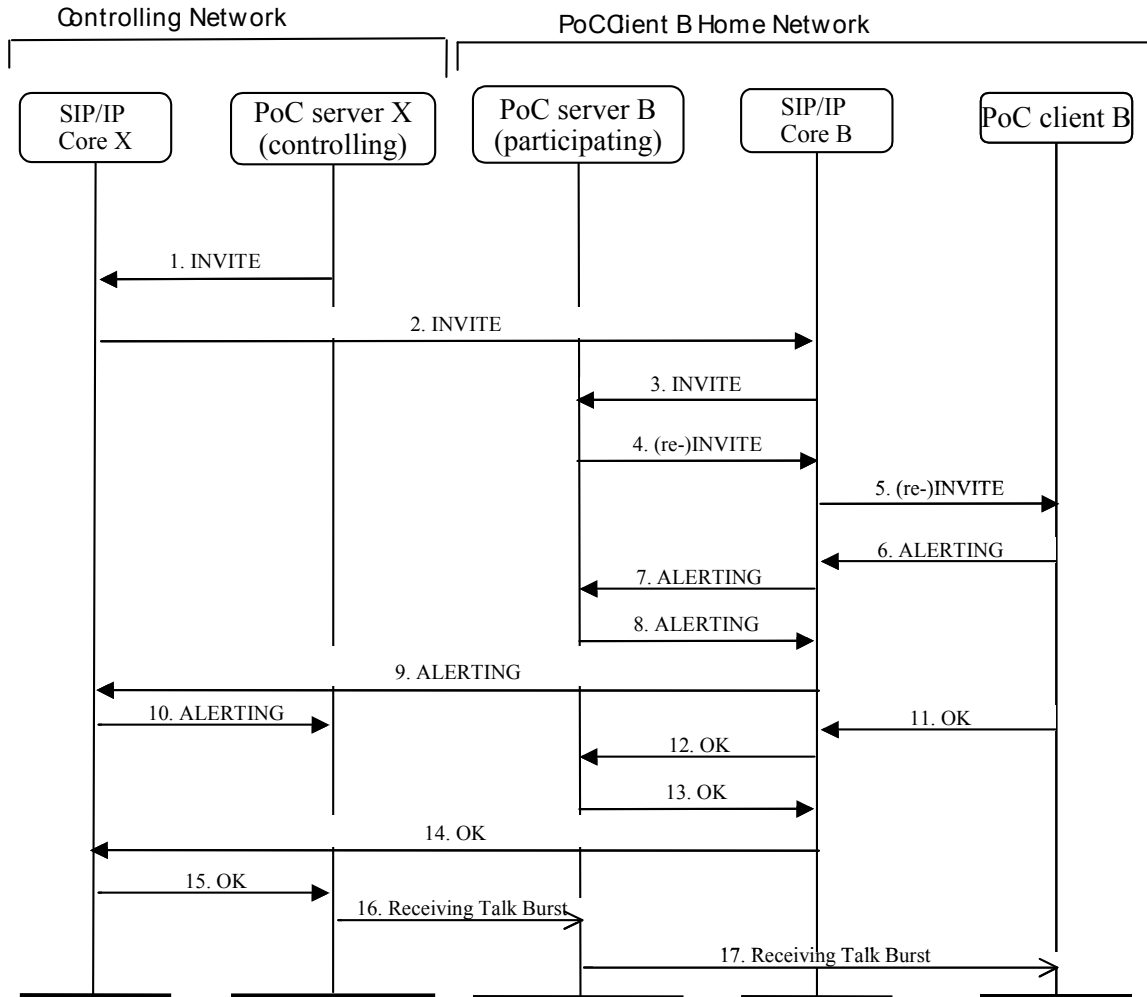 Controlling Network
PoCClient B Home Network
SIP/IP
Core X
PoC server X
(controlling)
PoC server B
(participating)
SIP/IP
Core B
PoC client B
1. INVITE
2. INVITE
3. INVITE
4. (re-)INVITE
5. (re-)INVITE
6. ALERTING
7. ALERTING
8. ALERTING
9. ALERTING
10. ALERTING
11. OK
12. OK
13. OK
14. OK
15. OK
16. Receiving Talk Burst
17. Receiving Talk Burst